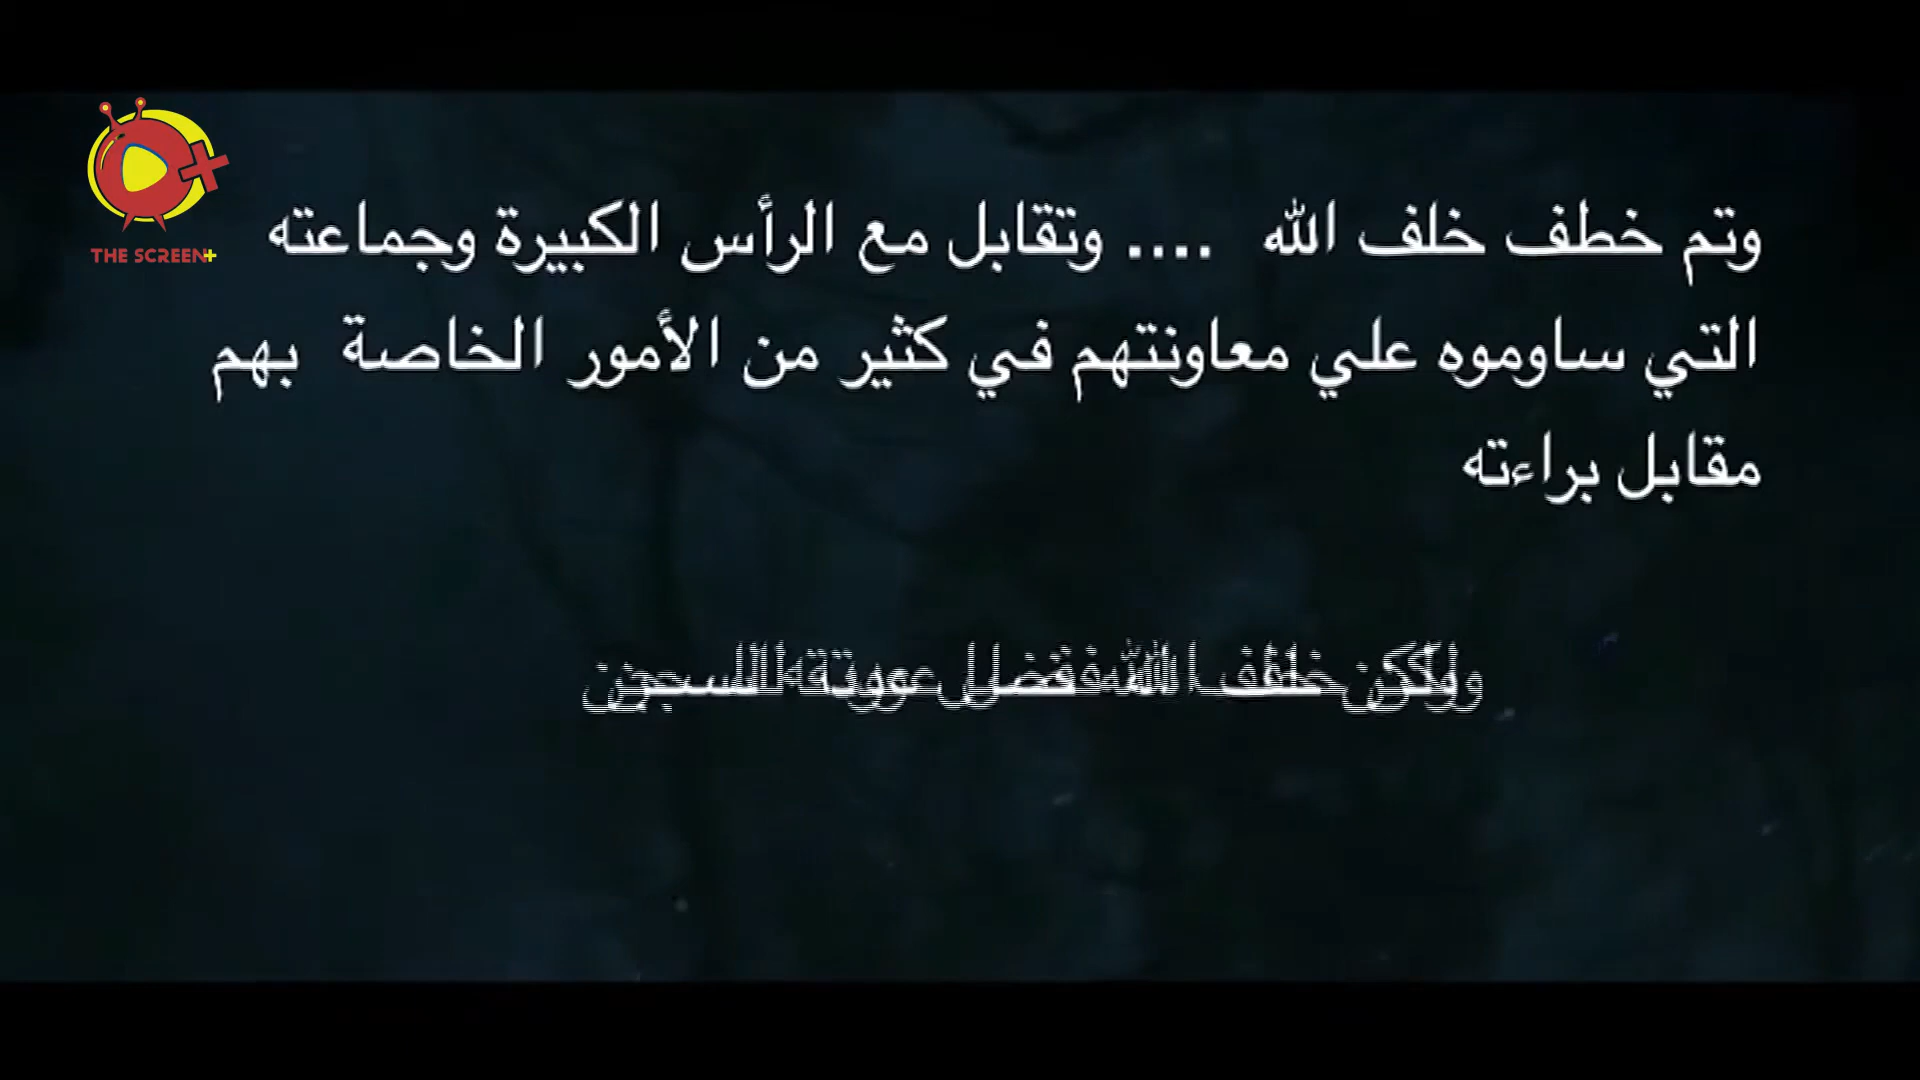 THE SCREEN+
وتم خطف خلف الله .... وتقابل مع الرأس الكبيرة وجماعته
التي ساوموه علي معاونتهم في كثير من الأمور الخاصة بهم
مقابل براءته
ولكن خلف الله فضل عودته للسجن